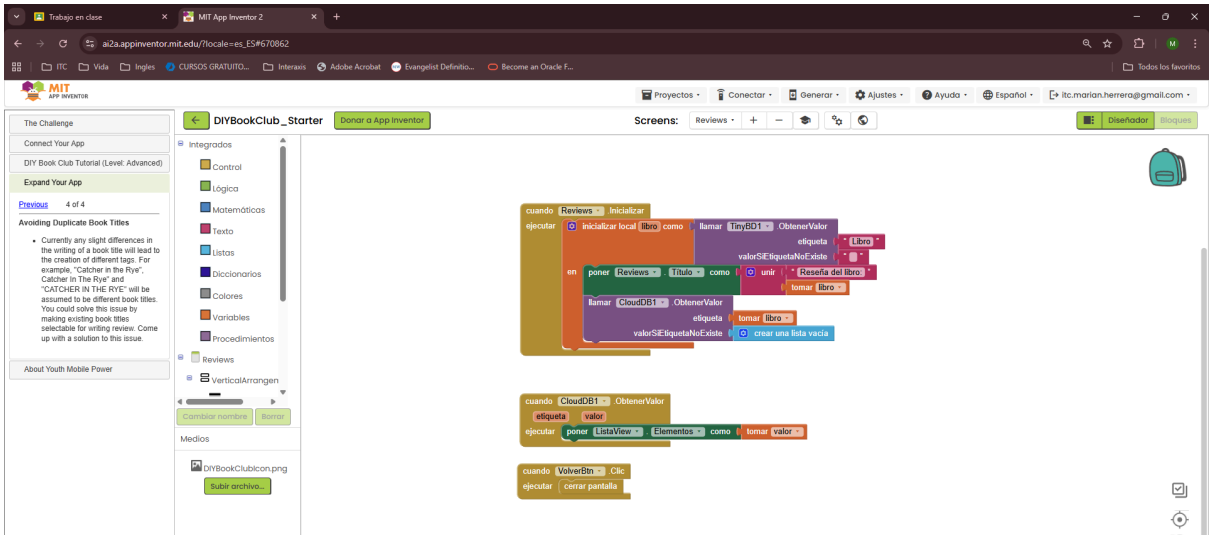 Trabajo en clase
MIT App Inventor 2
ai2a.appinventor.mit.edu/?locale=es_ES#670862
M
ITC
Vida
Ingles
CURSOS GRATUITO...
Interaxis
Adobe Acrobat
Evangelist Definitio...
Become an Oracle F...
Todos los favoritos
MIT
APP INVENTOR
Proyectos
Conectar
Generar
Ajustes
Ayuda
Español
itc.marian.herrera@gmail.com
The Challenge
Connect Your App
DIY Book Club Tutorial (Level: Advanced)
Expand Your App
Previous 4 of 4
Avoiding Duplicate Book Titles
Currently any slight differences in
the writing of a book title will lead to
the creation of different tags. For
example, "Catcher in the Rye",
Catcher In The Rye" and
"CATCHER IN THE RYE" will be
assumed to be different book titles.
You could solve this issue by
making existing book titles
selectable for writing review. Come
up with a solution to this issue.
About Youth Mobile Power
DIYBookClub_Starter
Donar a App Inventor
Screens:
Reviews
Diseñador
Bloques
Integrados
Control
Lógica
Matemáticas
Texto
Listas
Diccionarios
Colores
Variables
Procedimientos
Reviews
VerticalArrangen
Cambiar nombre
Borrar
Medios
DIYBookClubIcon.png
Subir archivo...
cuando Reviews .Inicializar
ejecutar inicializar local libro como llamar TinyBD1 .ObtenerValor
etiqueta " Libro "
valorSiEtiquetaNoExiste " "
en poner Reviews . Título como unir " Reseña del libro: "
tomar libro
llamar CloudDB1 .ObtenerValor
etiqueta tomar libro
valorSiEtiquetaNoExiste crear una lista vacía
cuando CloudDB1 .ObtenerValor
etiqueta valor
ejecutar poner ListaView . Elementos como tomar valor
cuando VolverBtn .Clic
ejecutar cerrar pantalla